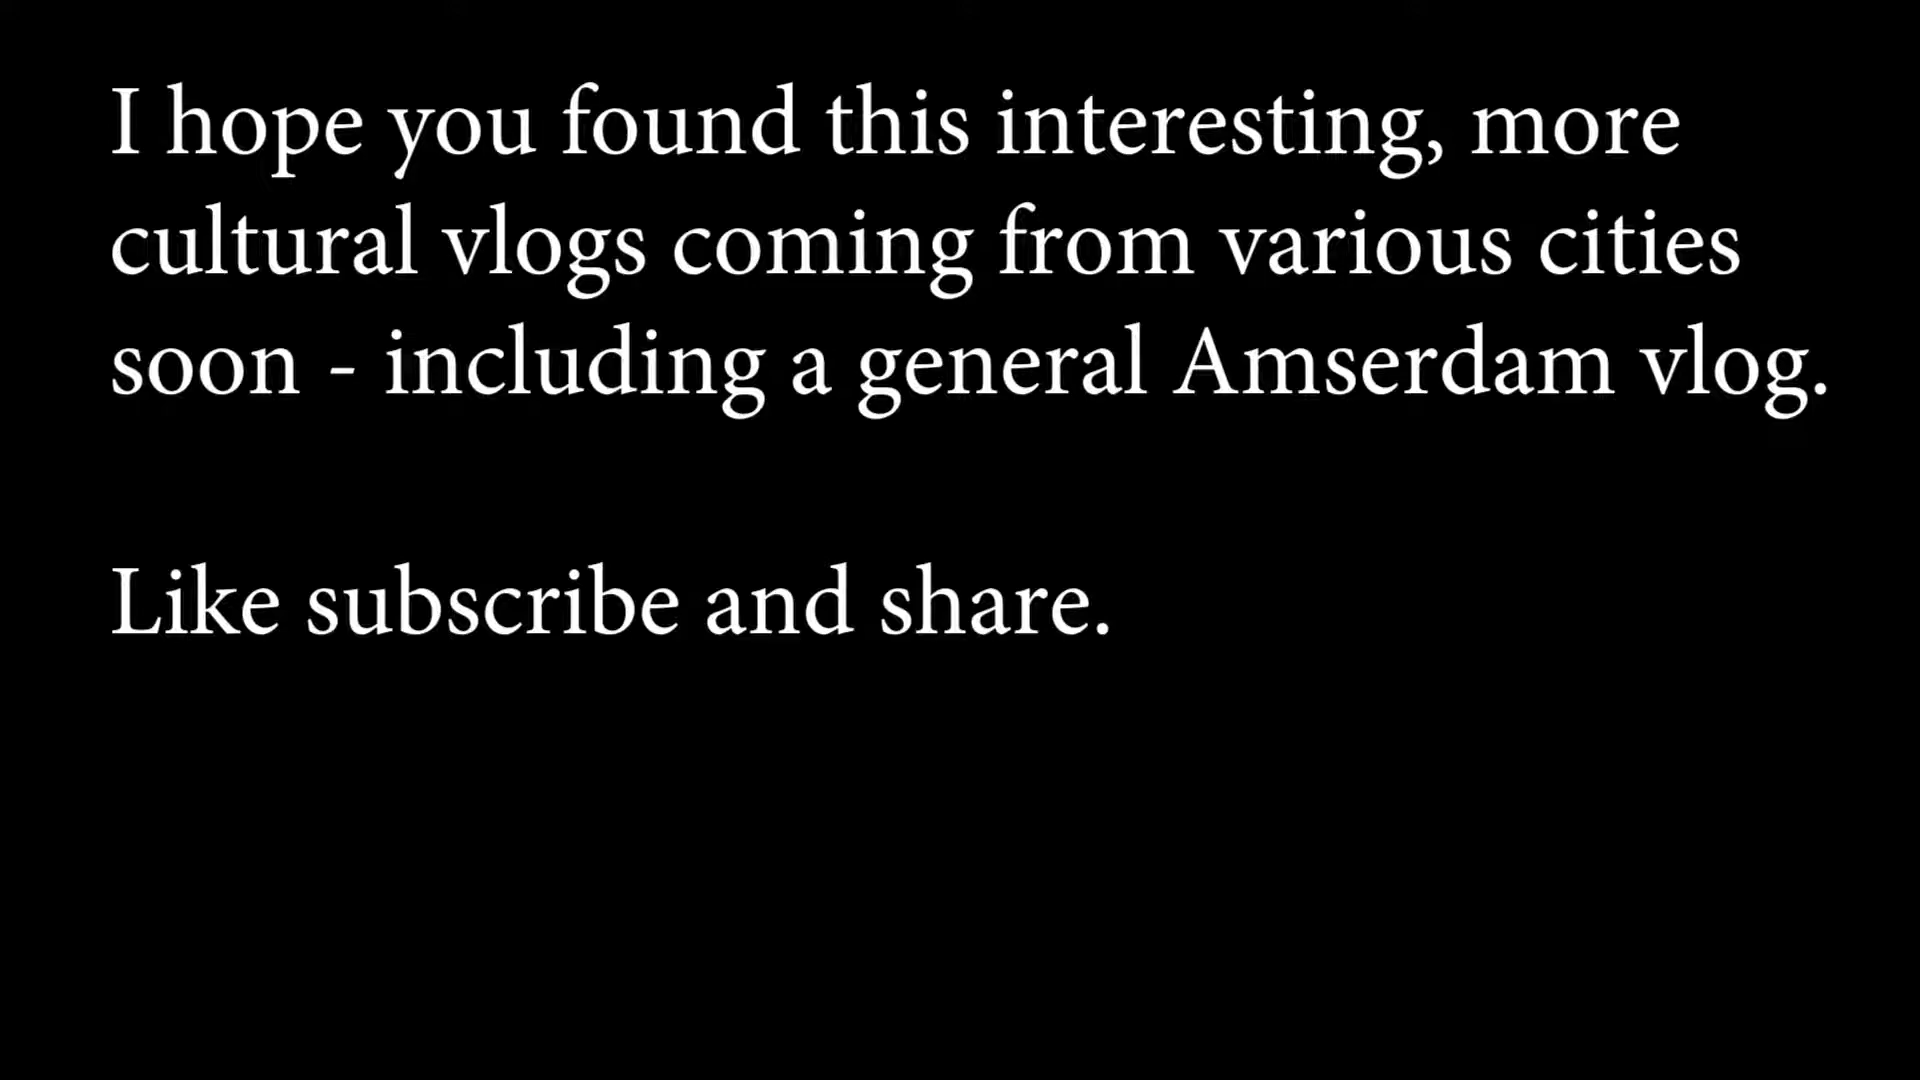 I hope you found this interesting, more
cultural vlogs coming from various cities
soon - including a general Amserdam vlog.
Like subscribe and share.